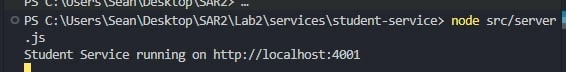 PS C:\Users\Sean\Desktop\SAR2> …
PS C:\Users\Sean\Desktop\SAR2\Lab2\services\student-service> node src/server
.js
Student Service running on http://localhost:4001